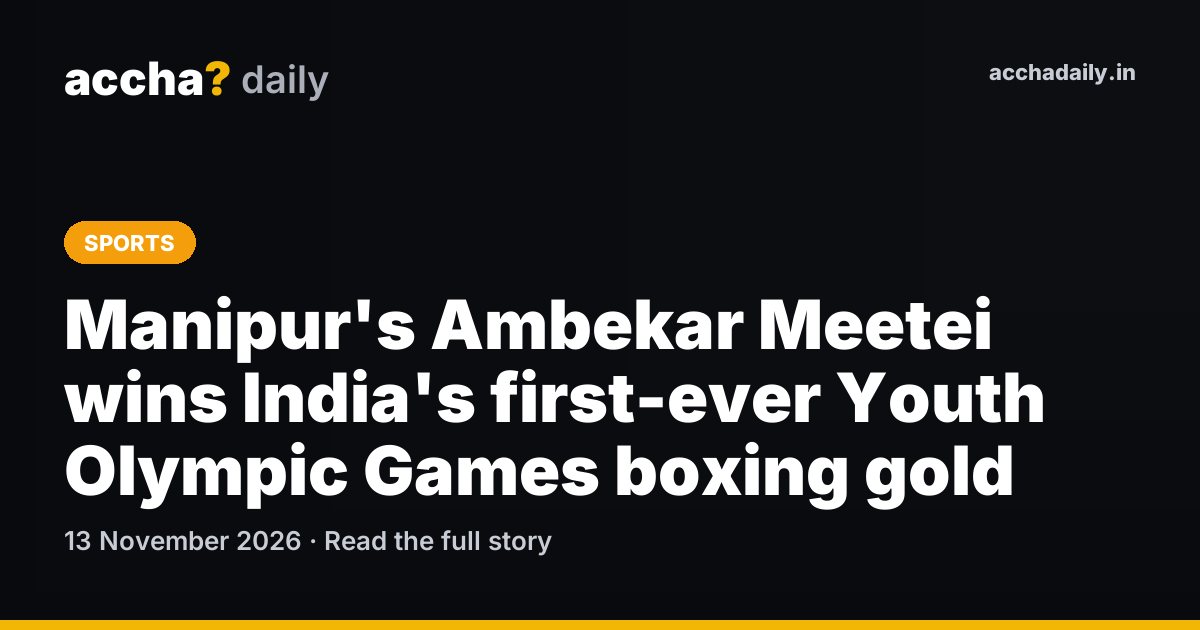 accha? daily
acchadaily.in
SPORTS
Manipur's Ambekar Meetei
wins India's first-ever Youth
Olympic Games boxing gold
13 November 2026 · Read the full story